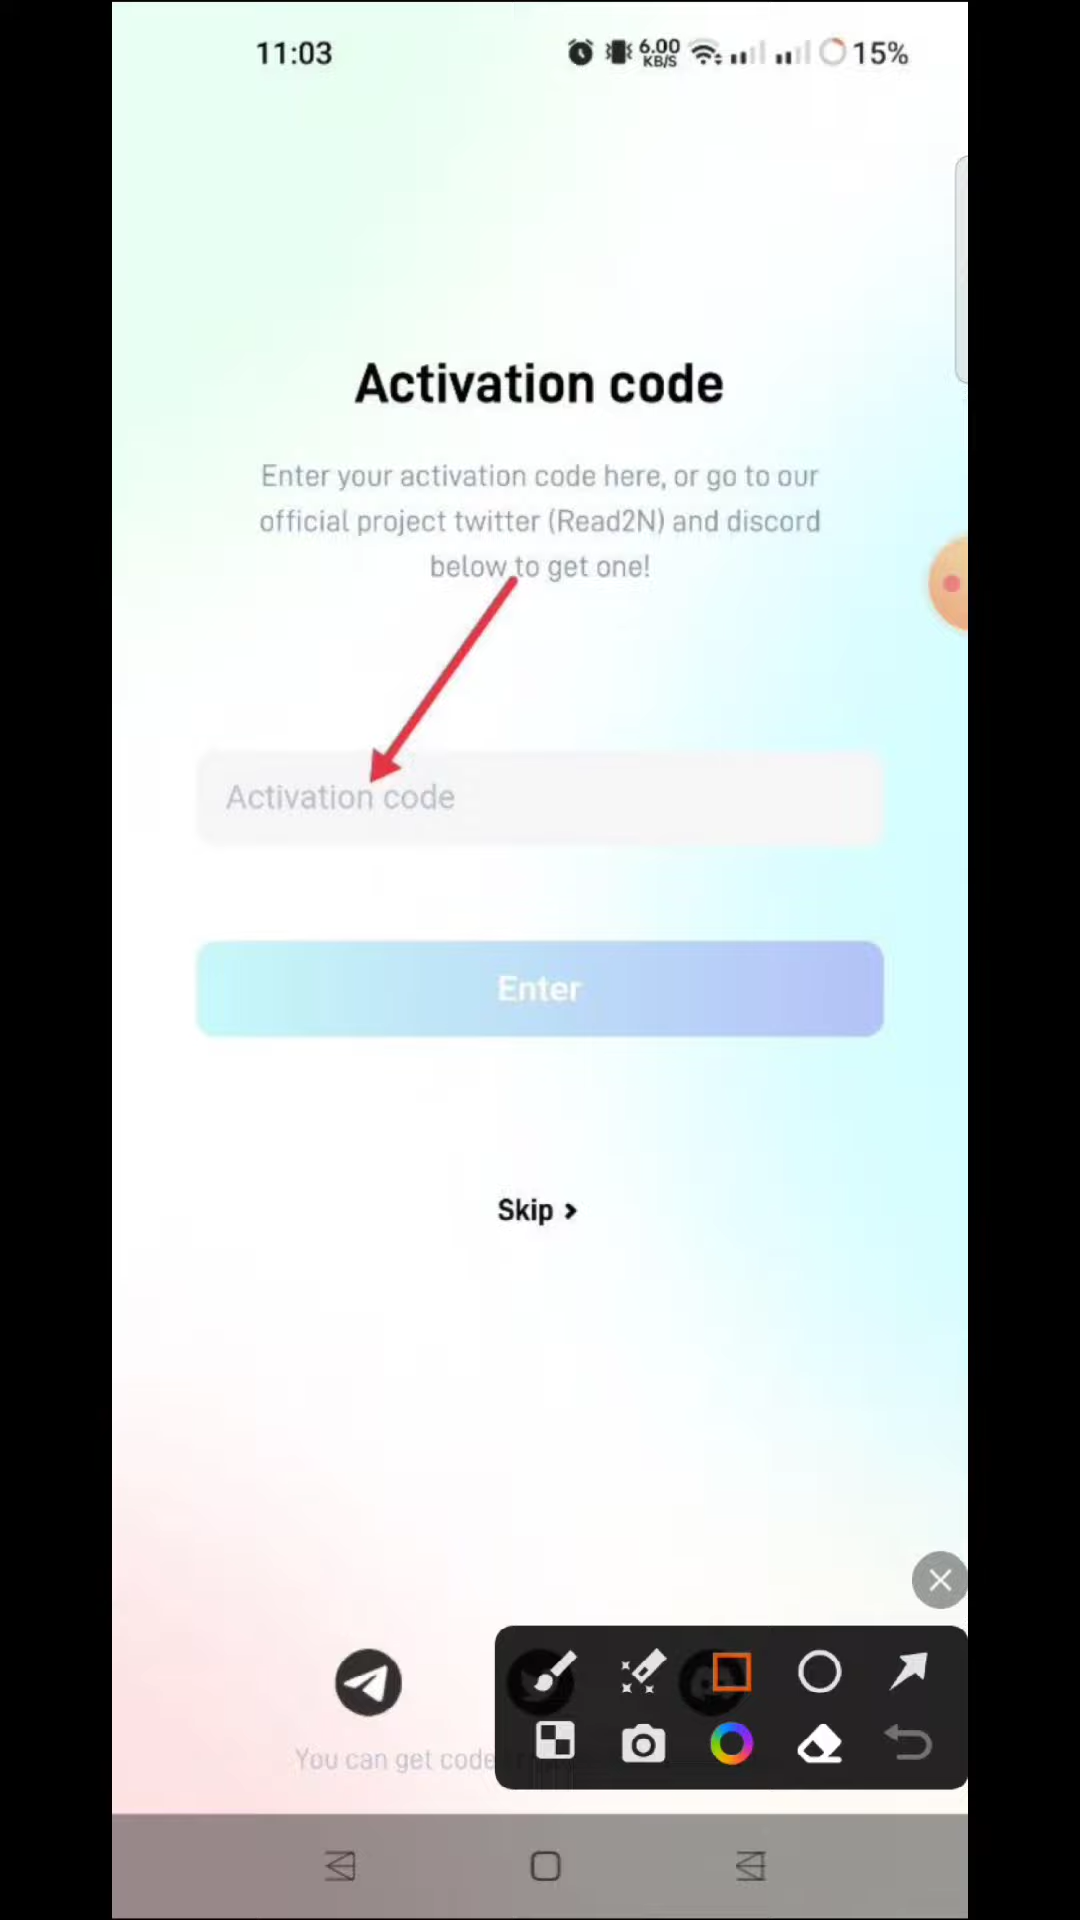 11:03 6.00 KB/S 15%
Activation code
Enter your activation code here, or go to our
official project twitter (Read2N) and discord
below to get one!
Activation code
Enter
Skip >
You can get code